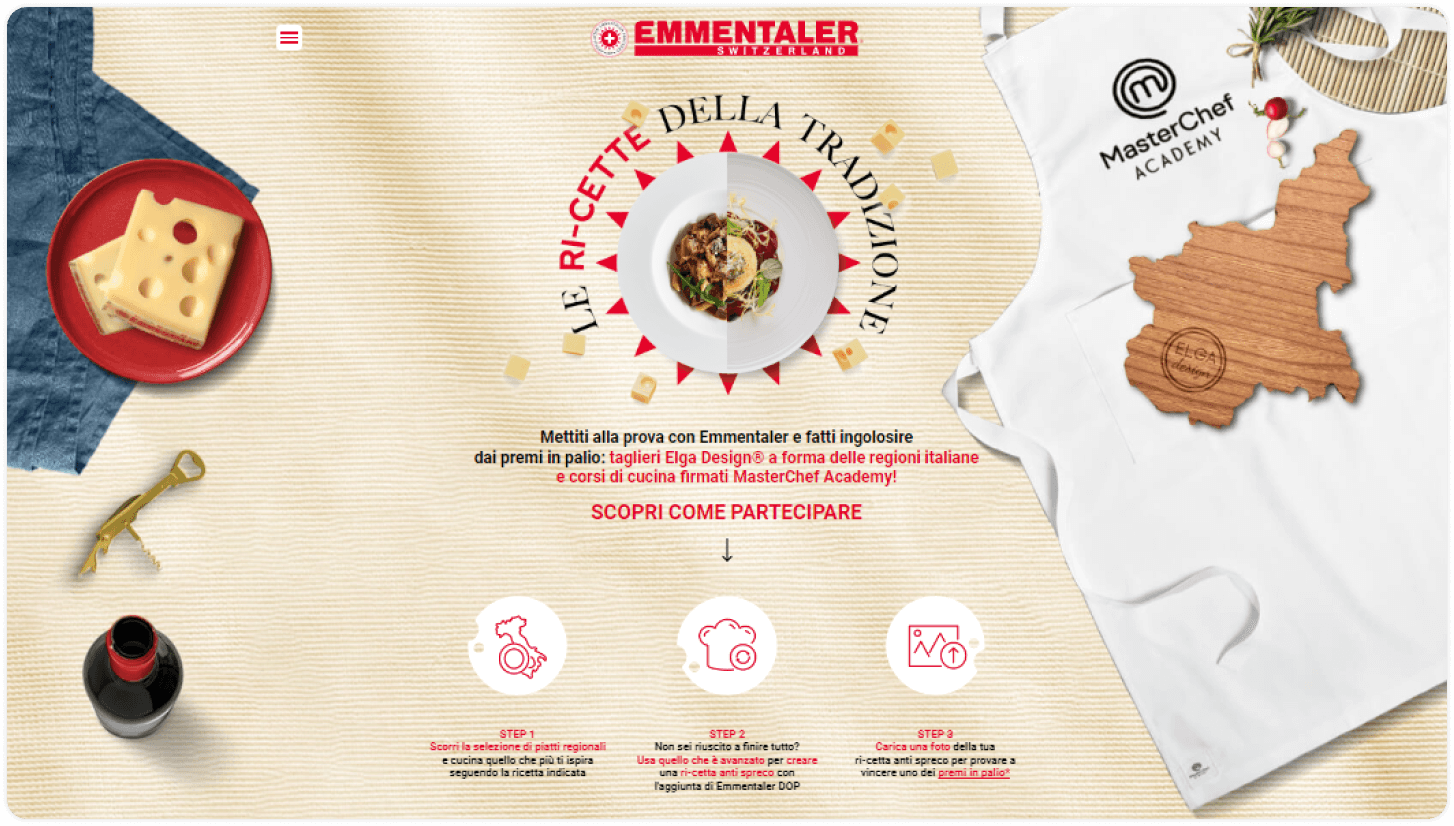 EMMENTALER
SWITZERLAND
LE RI-CETTE DELLA TRADIZIONE
MasterChef
ACADEMY
ELGA
design
Mettiti alla prova con Emmentaler e fatti ingolosire
dai premi in palio: taglieri Elga Design® a forma delle regioni italiane
e corsi di cucina firmati MasterChef Academy!
SCOPRI COME PARTECIPARE
STEP 1
Scorri la selezione di piatti regionali
e cucina quello che più ti ispira
seguendo la ricetta indicata
STEP 2
Non sei riuscito a finire tutto?
Usa quello che è avanzato per creare
una ri-cetta anti spreco con
l'aggiunta di Emmentaler DOP
STEP 3
Carica una foto della tua
ri-cetta anti spreco per provare a
vincere uno dei premi in palio*